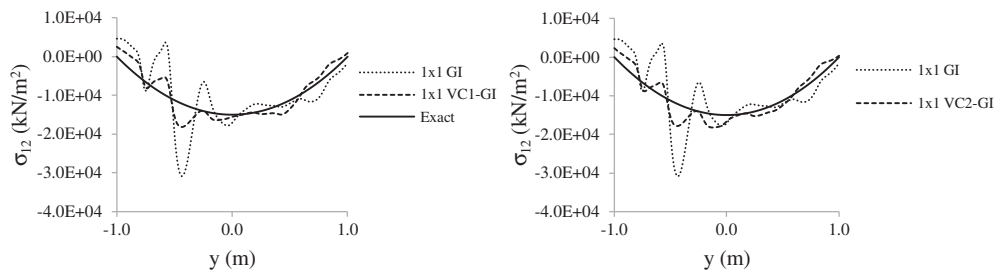 1.0E+04
0.0E+00
-1.0E+04
-2.0E+04
-3.0E+04
-4.0E+04
σ12 (kN/m²)
-1.0
0.0
1.0
y (m)
1x1 GI
1x1 VC1-GI
Exact
1.0E+04
0.0E+00
-1.0E+04
-2.0E+04
-3.0E+04
-4.0E+04
σ12 (kN/m²)
-1.0
0.0
1.0
y (m)
1x1 GI
1x1 VC2-GI